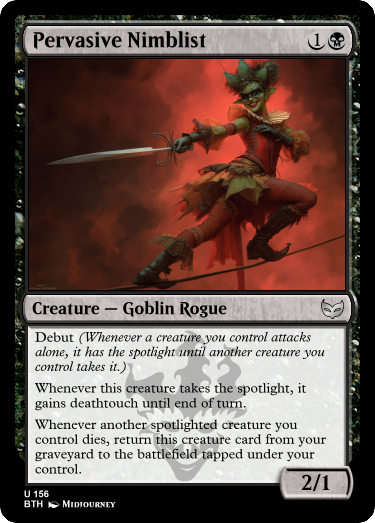 Pervasive Nimblist 1
Creature — Goblin Rogue
Debut (Whenever a creature you control attacks
alone, it has the spotlight until another creature you
control takes it.)
Whenever this creature takes the spotlight, it
gains deathtouch until end of turn.
Whenever another spotlighted creature you
control dies, return this creature card from your
graveyard to the battlefield tapped under your
control.
2/1
U 156
BTH Midjourney